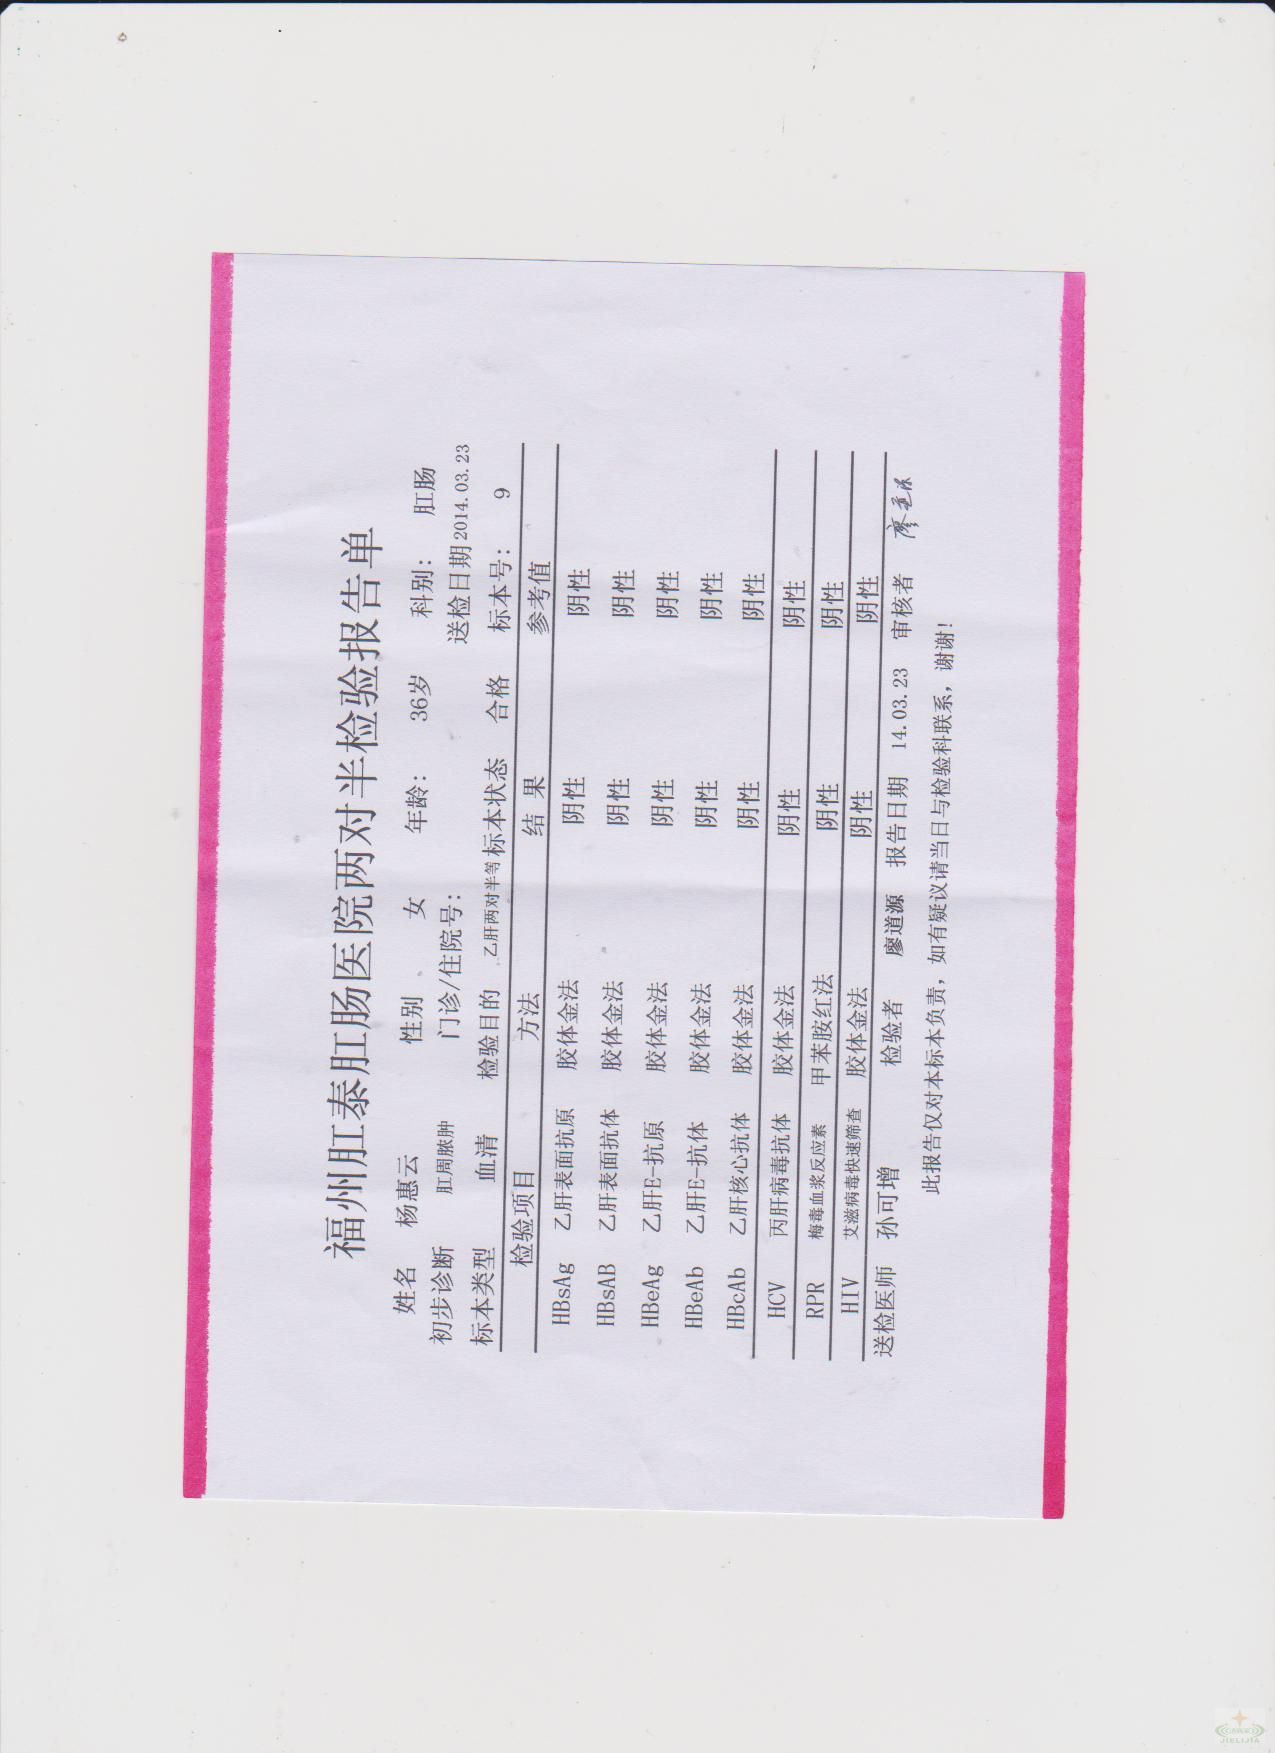 福州肛泰肛肠医院两对半检验报告单
姓名 杨惠云 性别 女 年龄: 36岁 科别: 肛肠
初步诊断 肛周脓肿 门诊/住院号: 送检日期 2014.03.23
标本类型 血清 检验目的 乙肝两对半等 标本状态 合格 标本号: 9
检验项目 方法 结 果 参考值
HBsAg 乙肝表面抗原 胶体金法 阴性 阴性
HBsAB 乙肝表面抗体 胶体金法 阴性 阴性
HBeAg 乙肝E-抗原 胶体金法 阴性 阴性
HBeAb 乙肝E-抗体 胶体金法 阴性 阴性
HBcAb 乙肝核心抗体 胶体金法 阴性 阴性
HCV 丙肝病毒抗体 胶体金法 阴性 阴性
RPR 梅毒血浆反应素 甲苯胺红法 阴性 阴性
HIV 艾滋病毒快速筛查 胶体金法 阴性 阴性
送检医师 孙可增 检验者 廖道源 报告日期 14.03.23 审核者
此报告仅对本标本负责，如有疑议请当日与检验科联系，谢谢！
JIELIJIA